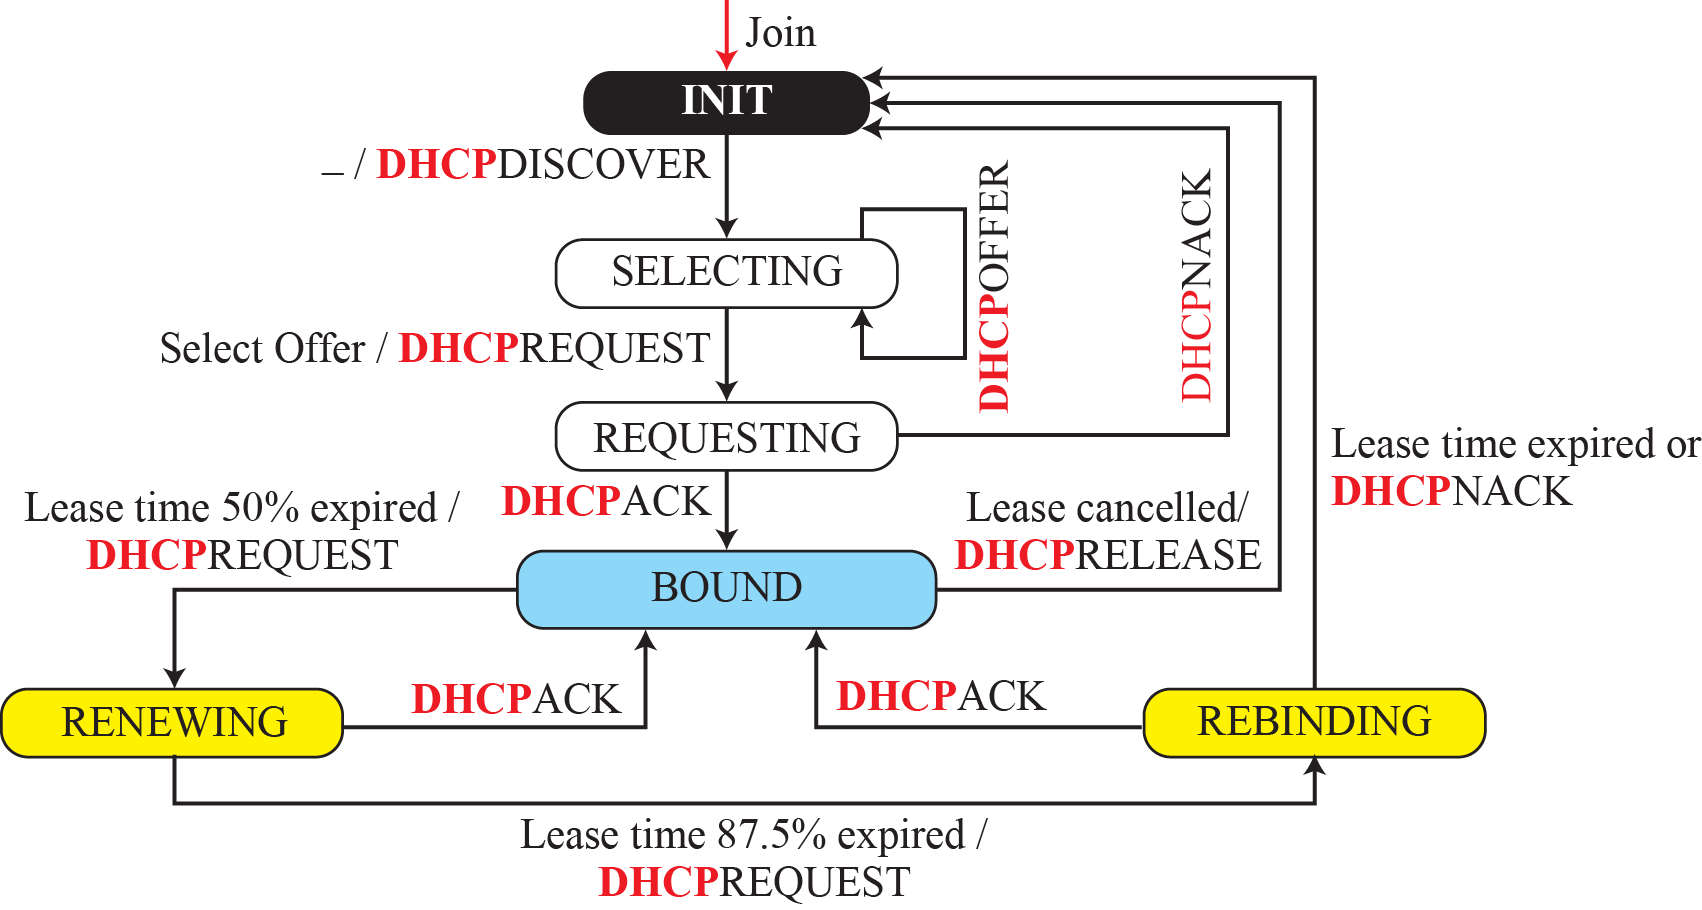 Join
INIT
– / DHCPDISCOVER
SELECTING
DHCPOFFER
DHCPNACK
Select Offer / DHCPREQUEST
REQUESTING
Lease time expired or
DHCPNACK
DHCPACK
Lease time 50% expired /
DHCPREQUEST
Lease cancelled/
DHCPRELEASE
BOUND
DHCPACK
DHCPACK
RENEWING
REBINDING
Lease time 87.5% expired /
DHCPREQUEST